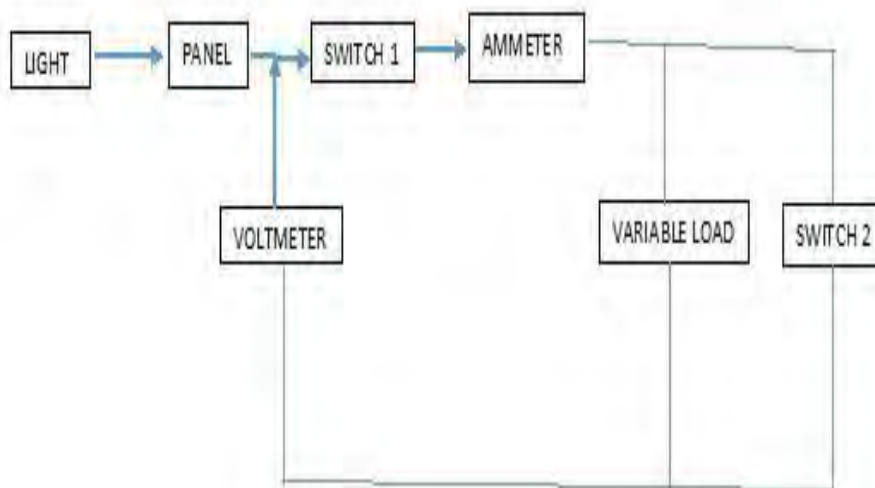 LIGHT
PANEL
SWITCH 1
AMMETER
VOLTMETER
VARIABLE LOAD
SWITCH 2